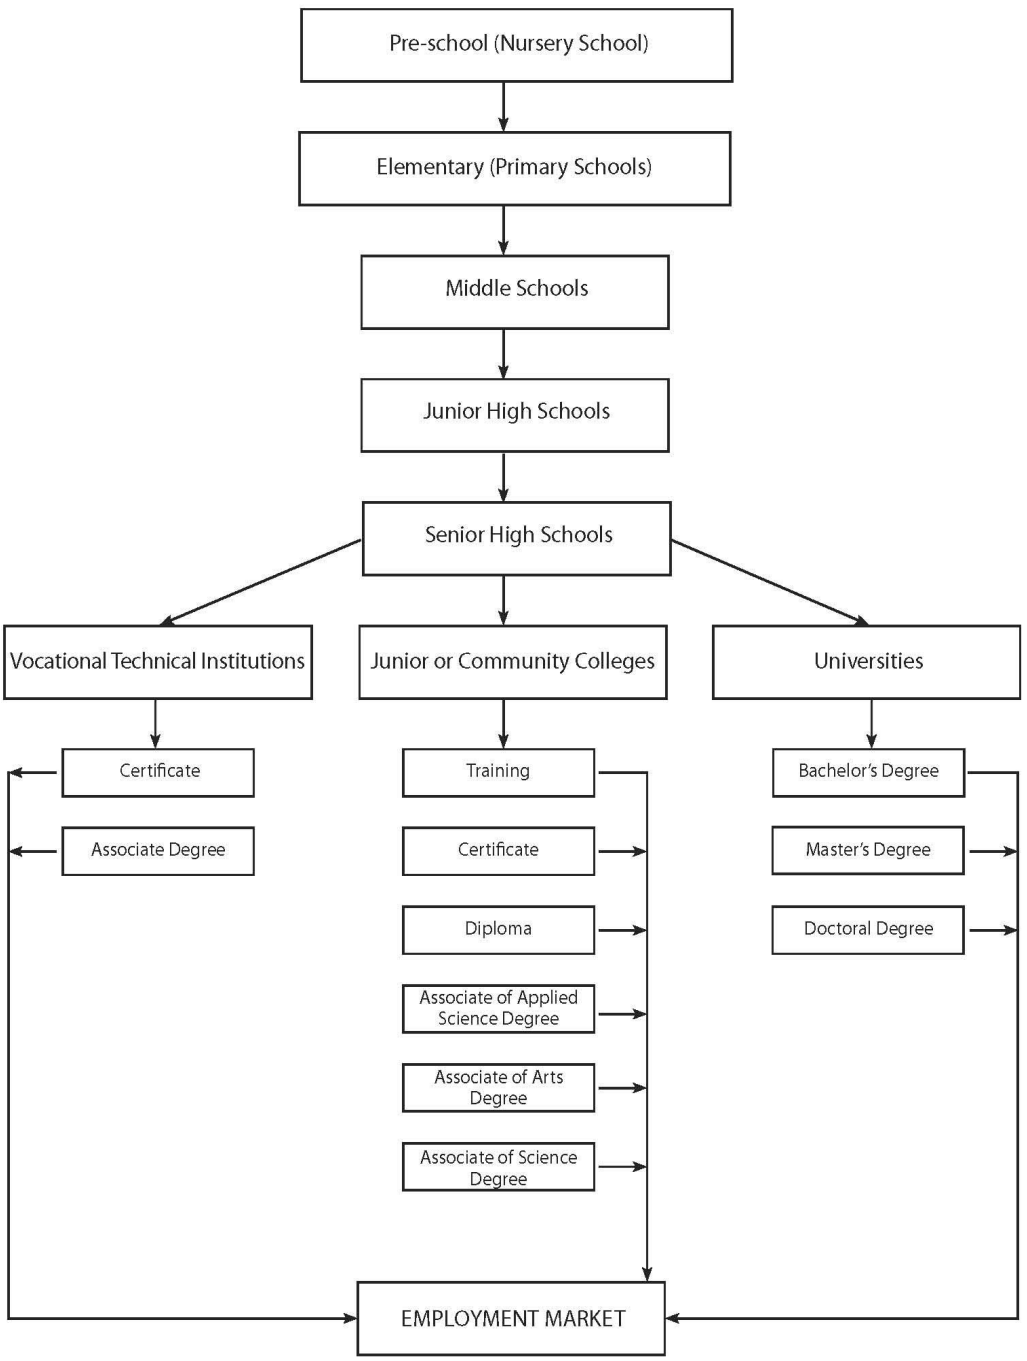 Pre-school (Nursery School)
Elementary (Primary Schools)
Middle Schools
Junior High Schools
Senior High Schools
Vocational Technical Institutions
Junior or Community Colleges
Universities
Certificate
Associate Degree
Training
Certificate
Diploma
Associate of Applied
Science Degree
Associate of Arts
Degree
Associate of Science
Degree
Bachelor's Degree
Master's Degree
Doctoral Degree
EMPLOYMENT MARKET